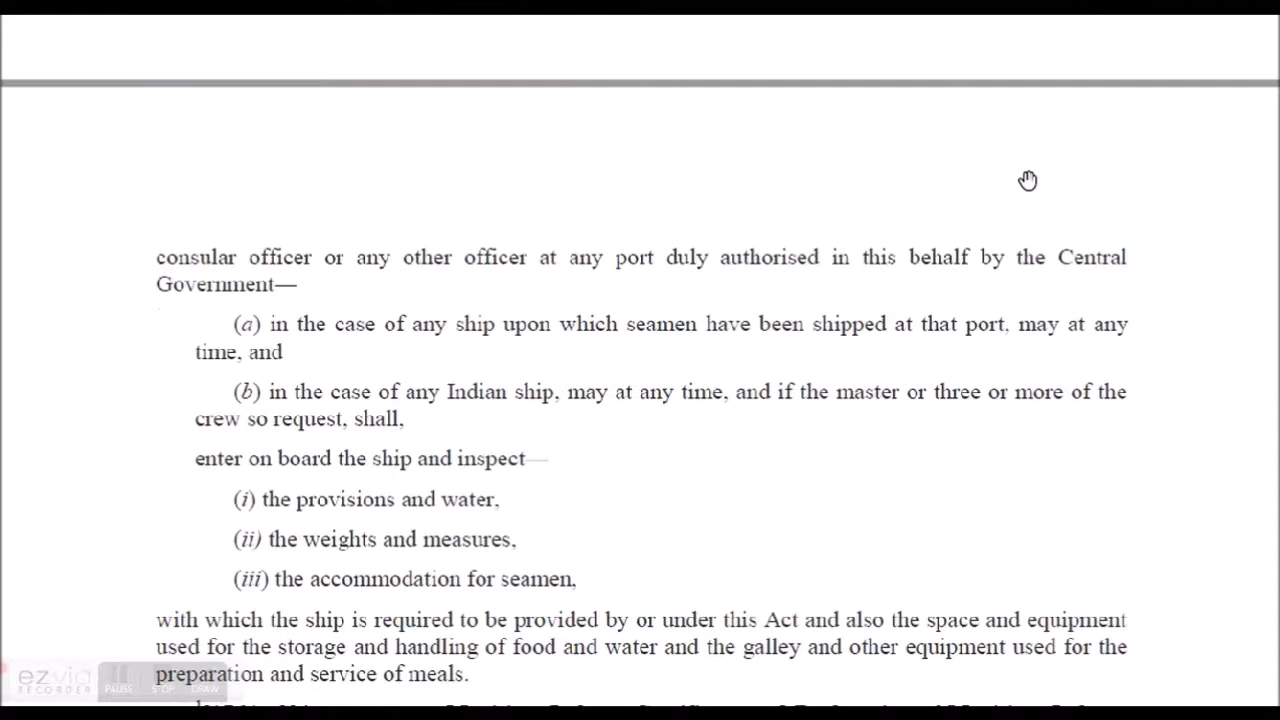 consular officer or any other officer at any port duly authorised in this behalf by the Central
Government—
(a) in the case of any ship upon which seamen have been shipped at that port, may at any
time, and
(b) in the case of any Indian ship, may at any time, and if the master or three or more of the
crew so request, shall,
enter on board the ship and inspect—
(i) the provisions and water,
(ii) the weights and measures,
(iii) the accommodation for seamen,
with which the ship is required to be provided by or under this Act and also the space and equipment
used for the storage and handling of food and water and the galley and other equipment used for the
preparation and service of meals.
ezvid
RECORDER
PAUSE STOP DRAW